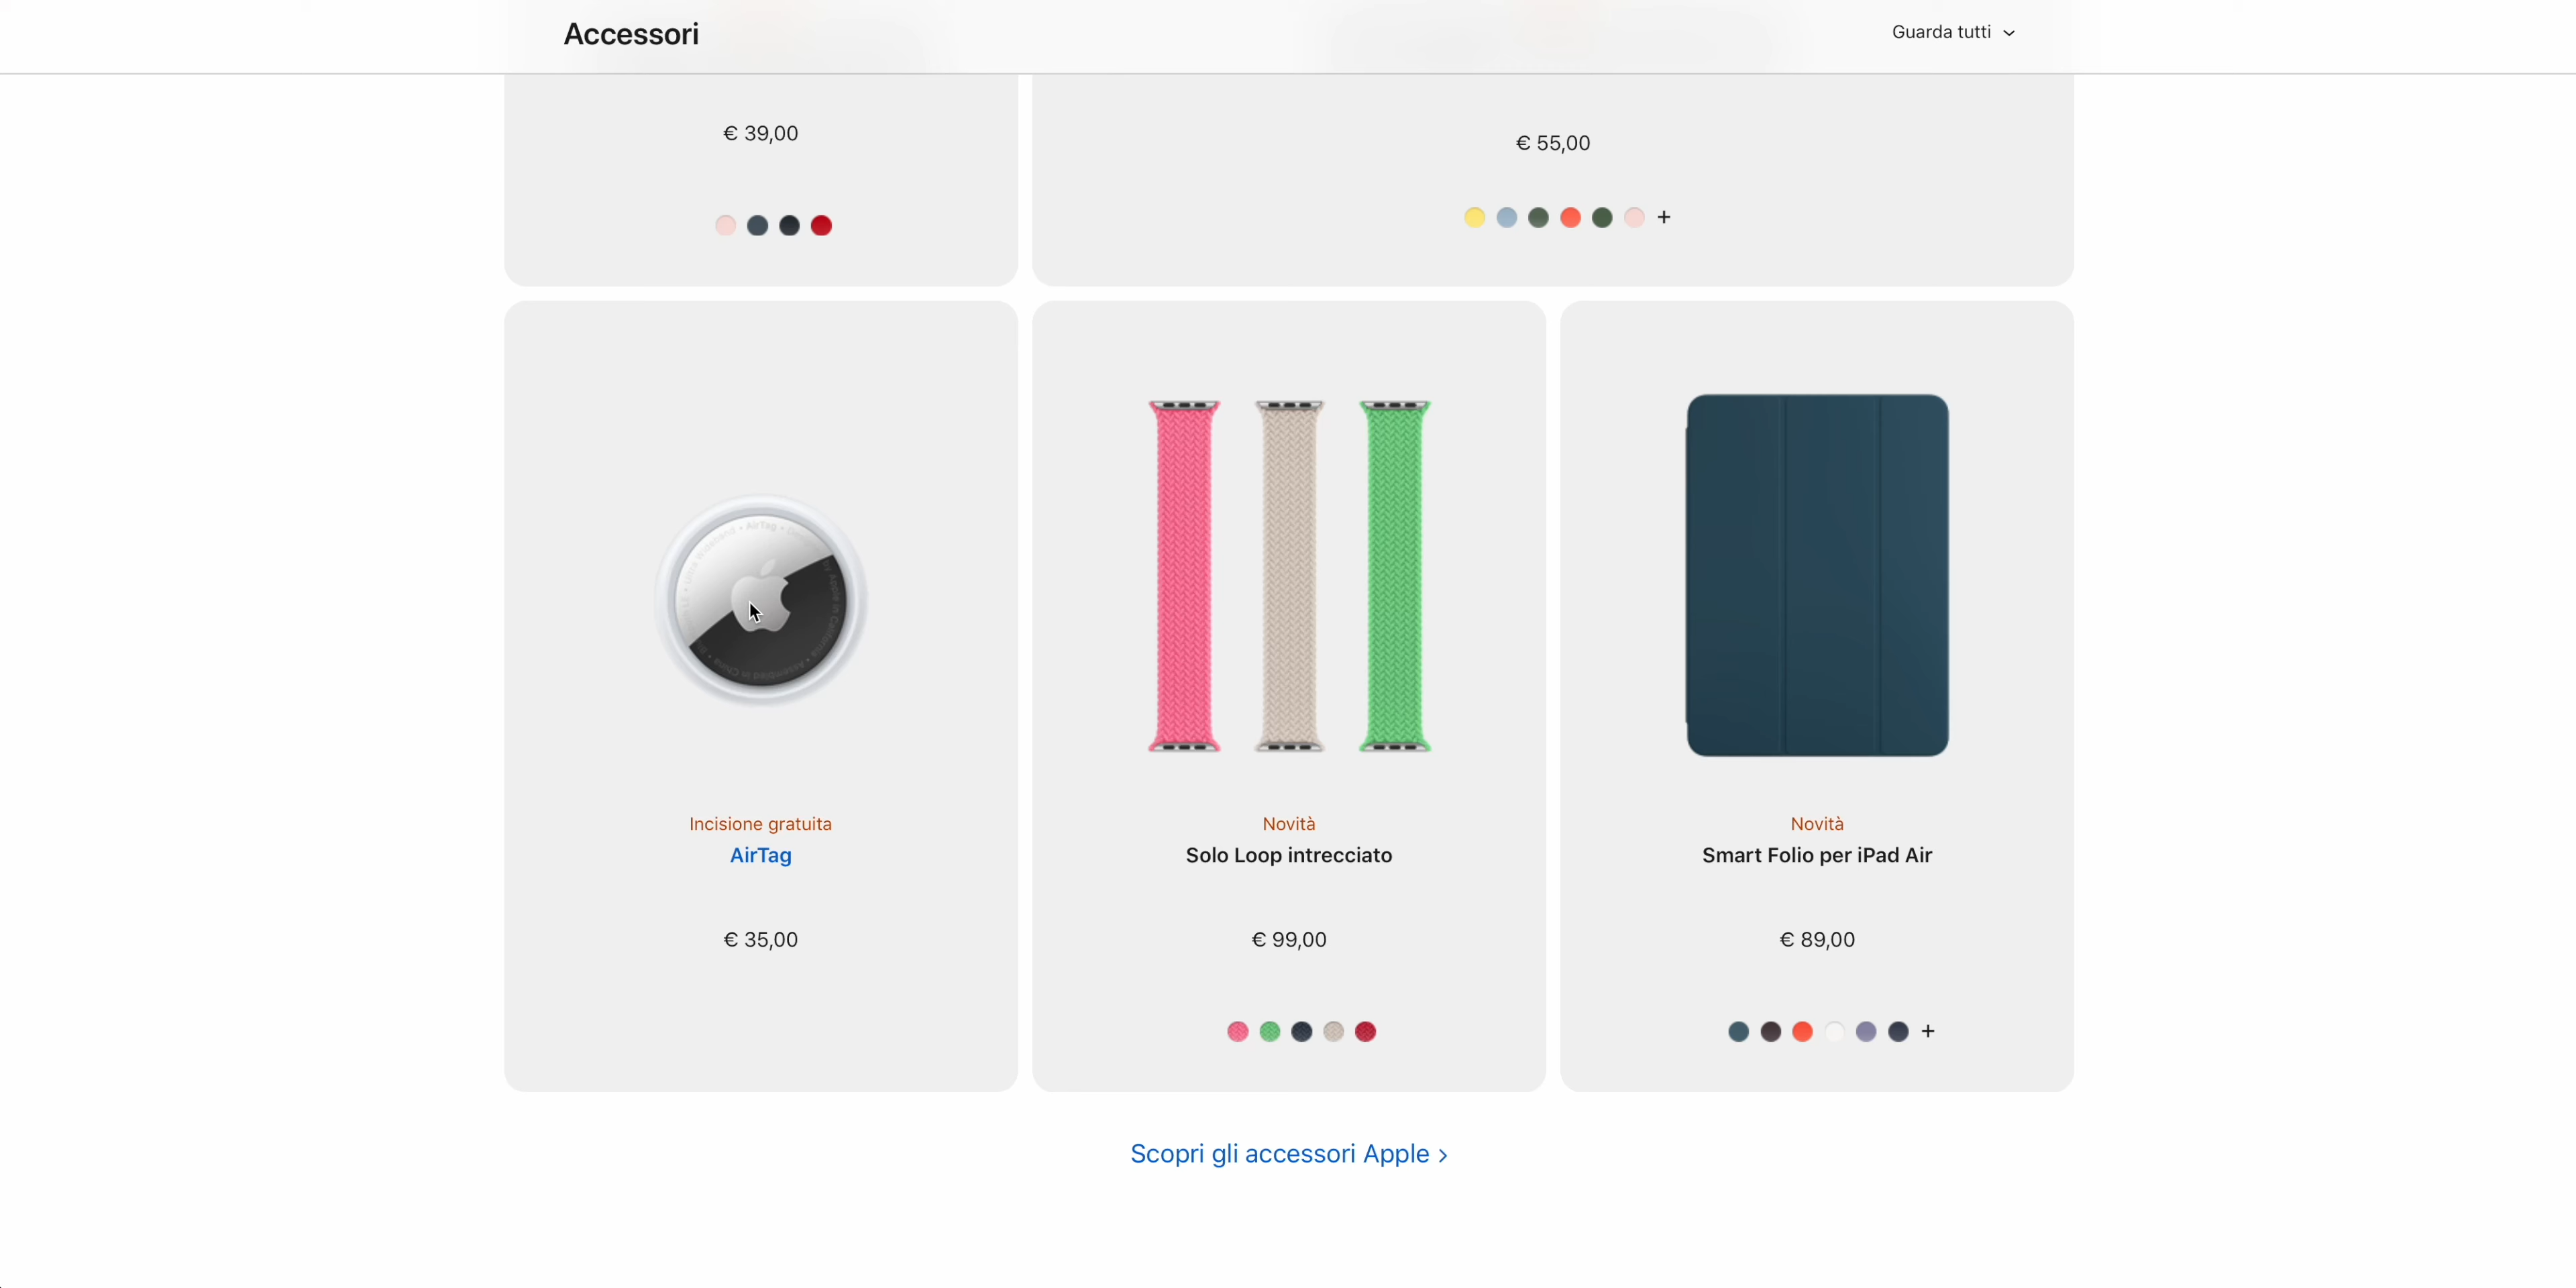 Accessori
Guarda tutti
€ 39,00
€ 55,00
+
Incisione gratuita
AirTag
€ 35,00
Novità
Solo Loop intrecciato
€ 99,00
Novità
Smart Folio per iPad Air
€ 89,00
+
Scopri gli accessori Apple >